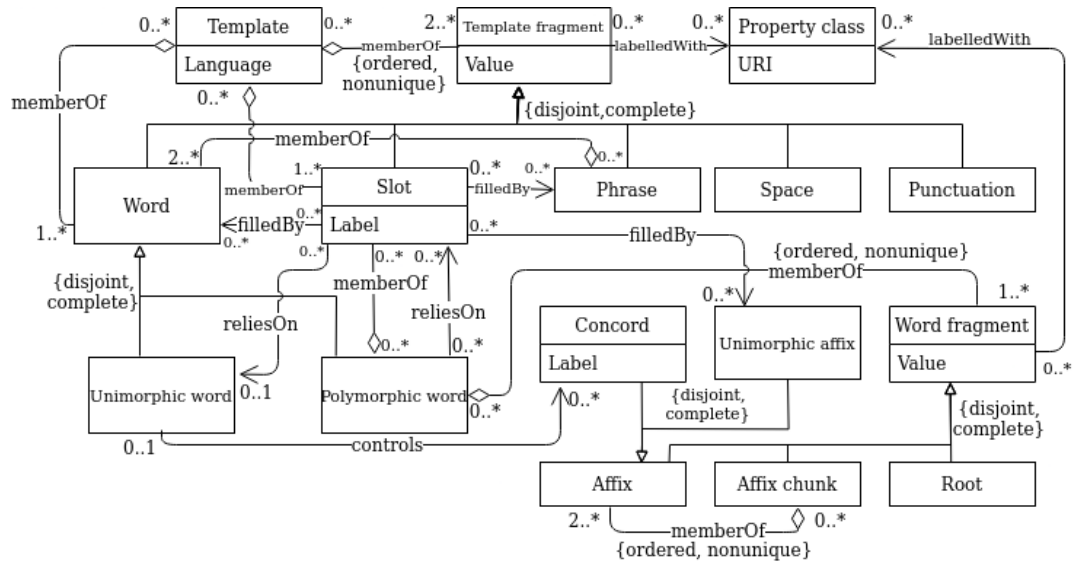 0..*
Template
0..*
2..*
Template fragment
0..*
0..*
Property class
0..*
memberOf
labelledWith
labelledWith
Language
{ordered,
nonunique}
Value
URI
memberOf
0..*
{disjoint,complete}
memberOf
2..*
0..*
1..*
0..*
0..*
Word
memberOf
Slot
filledBy
Phrase
Space
Punctuation
1..*
filledBy
0..*
0..*
Label
0..*
filledBy
0..*
0..*
0..*
{ordered, nonunique}
memberOf
memberOf
{disjoint,
complete}
0..*
1..*
reliesOn
reliesOn
Concord
Unimorphic affix
Word fragment
0..*
0..*
Label
Value
0..*
Unimorphic word
0..1
Polymorphic word
0..*
0..*
{disjoint,
complete}
{disjoint,
complete}
0..1
controls
Affix
Affix chunk
Root
2..*
memberOf
0..*
{ordered, nonunique}